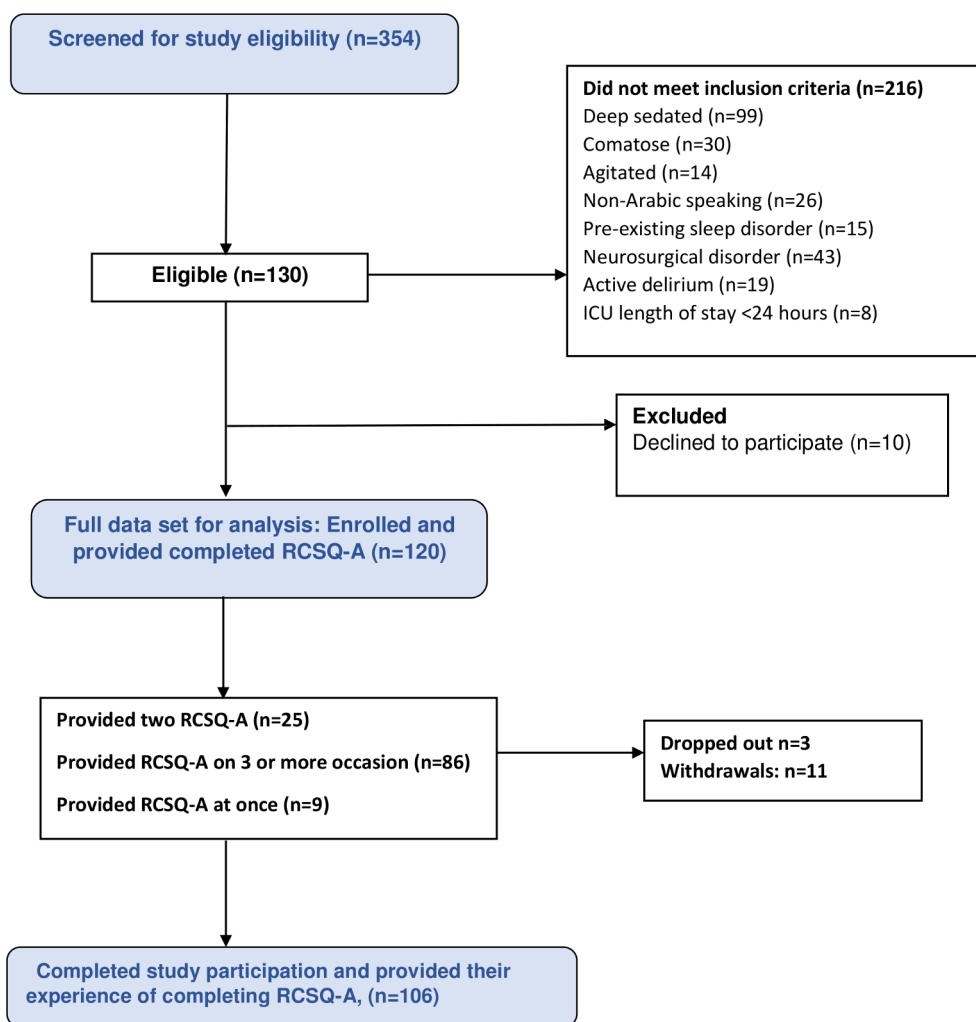 Screened for study eligibility (n=354)
Did not meet inclusion criteria (n=216)
Deep sedated (n=99)
Comatose (n=30)
Agitated (n=14)
Non-Arabic speaking (n=26)
Pre-existing sleep disorder (n=15)
Neurosurgical disorder (n=43)
Active delirium (n=19)
ICU length of stay <24 hours (n=8)
Eligible (n=130)
Excluded
Declined to participate (n=10)
Full data set for analysis: Enrolled and
provided completed RCSQ-A (n=120)
Provided two RCSQ-A (n=25)
Provided RCSQ-A on 3 or more occasion (n=86)
Provided RCSQ-A at once (n=9)
Dropped out n=3
Withdrawals: n=11
Completed study participation and provided their
experience of completing RCSQ-A, (n=106)